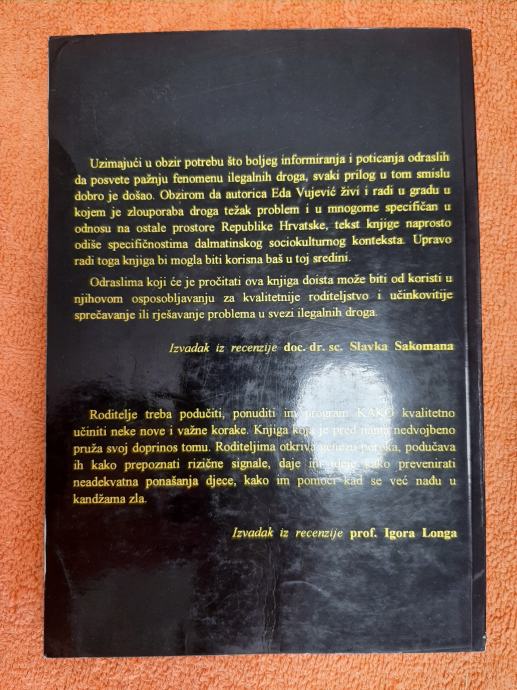 Uzimajući u obzir potrebu što boljeg informiranja i poticanja odraslih
da posvete pažnju fenomenu ilegalnih droga, svaki prilog u tom smislu
dobro je došao. Obzirom da autorica Eda Vujević živi i radi u gradu u
kojem je zlouporaba droga težak problem i u mnogome specifičan u
odnosu na ostale prostore Republike Hrvatske, tekst knjige naprosto
odiše specifičnostima dalmatinskog sociokulturnog konteksta. Upravo
radi toga knjiga bi mogla biti korisna baš u toj sredini.
Odraslima koji će je pročitati ova knjiga doista može biti od koristi u
njihovom osposobljavanju za kvalitetnije roditeljstvo i učinkovitije
sprečavanje ili rješavanje problema u svezi ilegalnih droga.
Izvadak iz recenzije doc. dr. sc. Slavka Sakomana
Roditelje treba podučiti, ponuditi im program KAKO kvalitetno
učiniti neke nove i važne korake. Knjiga koja je pred nama nedvojbeno
pruža svoj doprinos tomu. Roditeljima otkriva genezu poroka, podučava
ih kako prepoznati rizične signale, daje im ideje kako prevenirati
neadekvatna ponašanja djece, kako im pomoći kad se već nađu u
kandžama zla.
Izvadak iz recenzije prof. Igora Longa